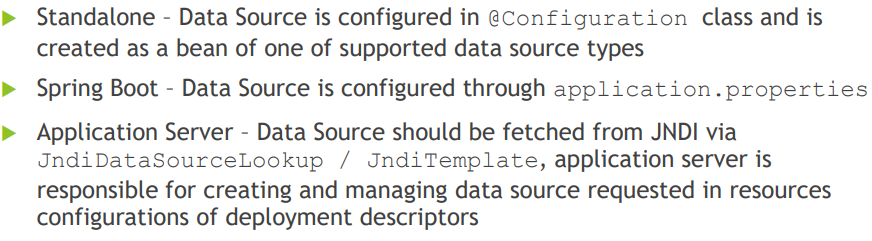 Standalone – Data Source is configured in @Configuration class and is
created as a bean of one of supported data source types
Spring Boot – Data Source is configured through application.properties
Application Server – Data Source should be fetched from JNDI via
JndiDataSourceLookup / JndiTemplate, application server is
responsible for creating and managing data source requested in resources
configurations of deployment descriptors